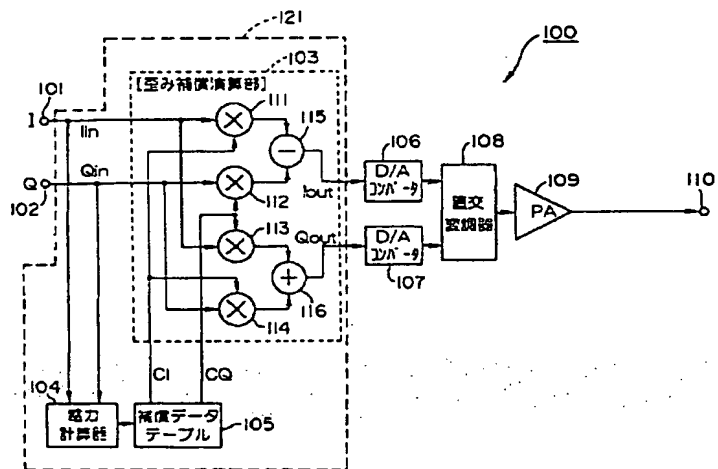 121
100
103
[歪み補償演算部]
101
I
Iin
111
115
106
108
D/A
コンバータ
109
110
Q
Qin
102
112
Iout
直交
変調器
PA
113
Qout
D/A
コンバータ
107
116
114
CI
CQ
104
電力
計算器
補償データ
テーブル
105